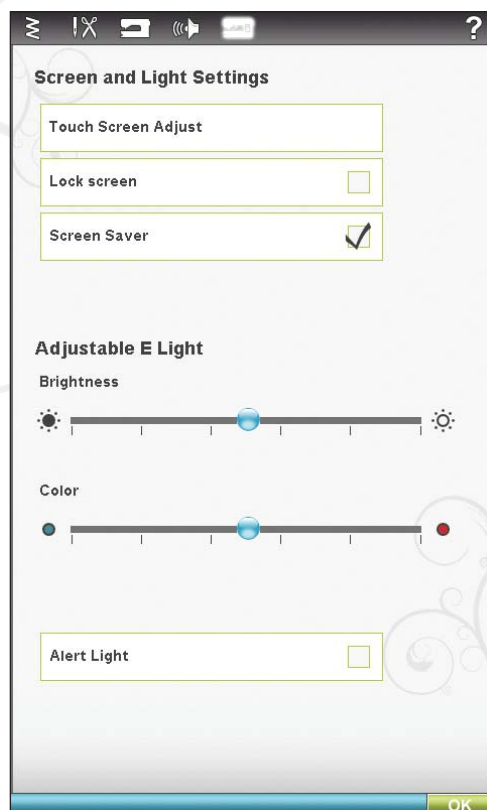 ?
Screen and Light Settings
Touch Screen Adjust
Lock screen
Screen Saver
Adjustable E Light
Brightness
Color
Alert Light
OK